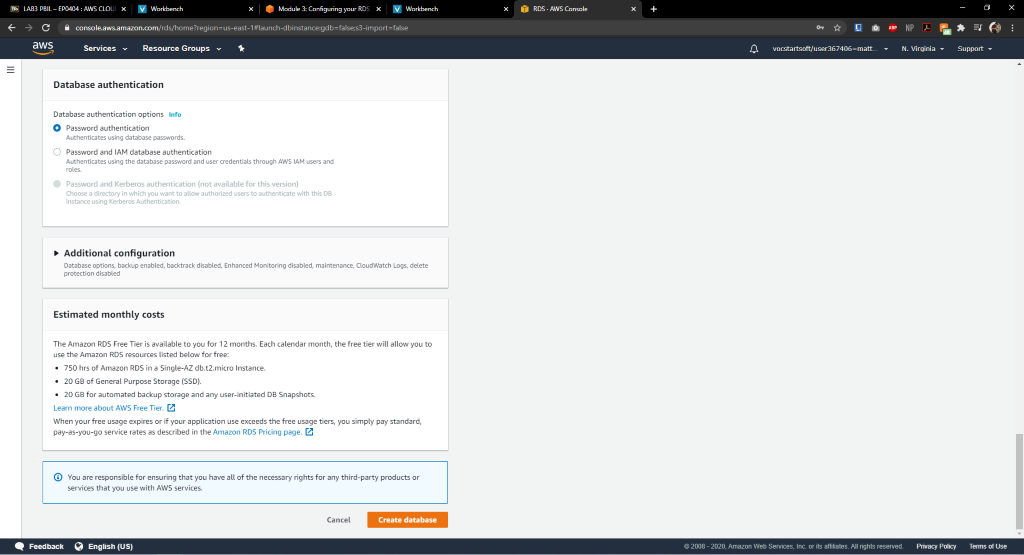 LAB3 PBIL – EP0404 : AWS CLOU
Workbench
Module 3: Configuring your RDS
Workbench
RDS · AWS Console
console.aws.amazon.com/rds/home?region=us-east-1#launch-dbinstance:gdb=false;s3-import=false
aws
Services
Resource Groups
vocstartsoft/user367406=matt...
N. Virginia
Support
Database authentication
Database authentication options Info
Password authentication
Authenticates using database passwords.
Password and IAM database authentication
Authenticates using the database password and user credentials through AWS IAM users and
roles.
Password and Kerberos authentication (not available for this version)
Choose a directory in which you want to allow authorized users to authenticate with this DB
instance using Kerberos Authentication.
Additional configuration
Database options, backup enabled, backtrack disabled, Enhanced Monitoring disabled, maintenance, CloudWatch Logs, delete
protection disabled
Estimated monthly costs
The Amazon RDS Free Tier is available to you for 12 months. Each calendar month, the free tier will allow you to
use the Amazon RDS resources listed below for free:
• 750 hrs of Amazon RDS in a Single-AZ db.t2.micro Instance.
• 20 GB of General Purpose Storage (SSD).
• 20 GB for automated backup storage and any user-initiated DB Snapshots.
Learn more about AWS Free Tier.
When your free usage expires or if your application use exceeds the free usage tiers, you simply pay standard,
pay-as-you-go service rates as described in the Amazon RDS Pricing page.
You are responsible for ensuring that you have all of the necessary rights for any third-party products or
services that you use with AWS services.
Cancel
Create database
Feedback
English (US)
© 2008 - 2020, Amazon Web Services, Inc. or its affiliates. All rights reserved.
Privacy Policy
Terms of Use